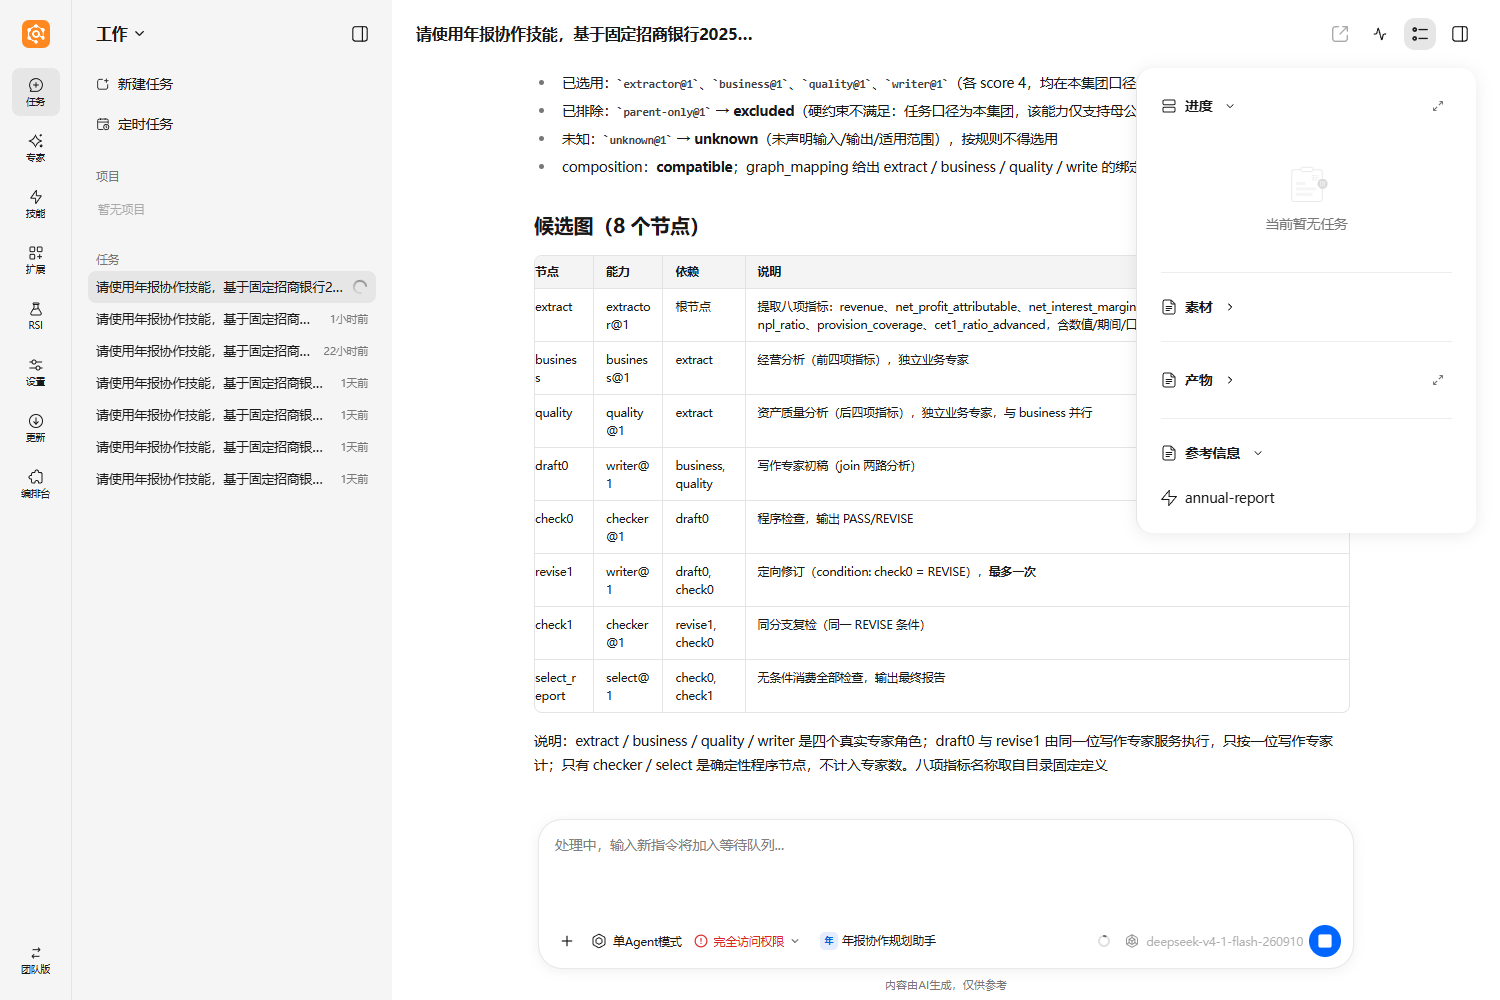 工作
请使用年报协作技能，基于固定招商银行2025...
任务
专家
技能
扩展
RSI
设置
更新
编排台
团队版
新建任务
定时任务
项目
暂无项目
任务
请使用年报协作技能，基于固定招商银行2...
请使用年报协作技能，基于固定招商... 1小时前
请使用年报协作技能，基于固定招商... 22小时前
请使用年报协作技能，基于固定招商银... 1天前
请使用年报协作技能，基于固定招商银... 1天前
请使用年报协作技能，基于固定招商银... 1天前
请使用年报协作技能，基于固定招商银... 1天前
已选用：`extractor@1`、`business@1`、`quality@1`、`writer@1`（各 score 4，均在本集团口径
已排除：`parent-only@1` → excluded（硬约束不满足：任务口径为本集团，该能力仅支持母公
未知：`unknown@1` → unknown（未声明输入/输出/适用范围），按规则不得选用
composition：compatible；graph_mapping 给出 extract / business / quality / write 的绑定
候选图（8 个节点）
节点 能力 依赖 说明
extract extracto 根节点 提取八项指标：revenue、net_profit_attributable、net_interest_margin
r@1 npl_ratio、provision_coverage、cet1_ratio_advanced，含数值/期间/口
busines busines extract 经营分析（前四项指标），独立业务专家
s s@1
quality quality extract 资产质量分析（后四项指标），独立业务专家，与 business 并行
@1
draft0 writer@ business, 写作专家初稿（join 两路分析）
1 quality
check0 checker draft0 程序检查，输出 PASS/REVISE
@1
revise1 writer@ draft0, 定向修订（condition: check0 = REVISE），最多一次
1 check0
check1 checker revise1, 同分支复检（同一 REVISE 条件）
@1 check0
select_r select@ check0, 无条件消费全部检查，输出最终报告
eport 1 check1
说明：extract / business / quality / writer 是四个真实专家角色；draft0 与 revise1 由同一位写作专家服务执行，只按一位写作专家
计；只有 checker / select 是确定性程序节点，不计入专家数。八项指标名称取自目录固定定义
进度
当前暂无任务
素材
产物
参考信息
annual-report
处理中，输入新指令将加入等待队列...
单Agent模式 完全访问权限 年 年报协作规划助手 deepseek-v4-1-flash-260910
内容由AI生成，仅供参考